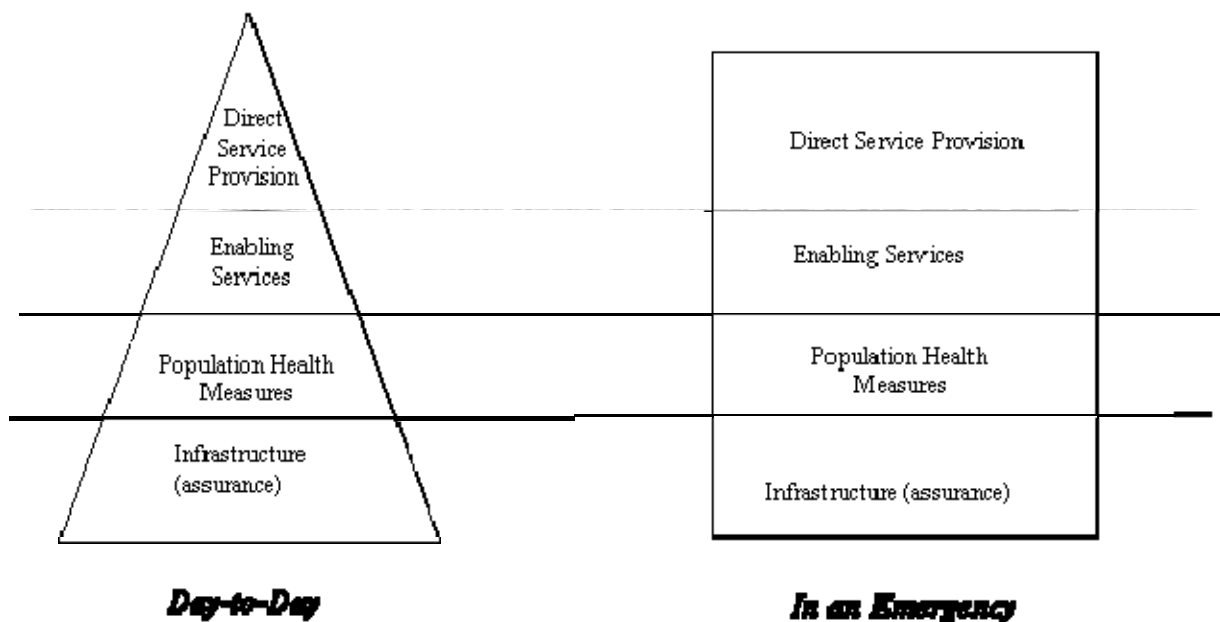 Direct
Service
Provision
Enabling
Services
Population Health
Measures
Infrastructure
(assurance)
Day-to-Day
Direct Service Provision
Enabling Services
Population Health
Measures
Infrastructure (assurance)
In an Emergency